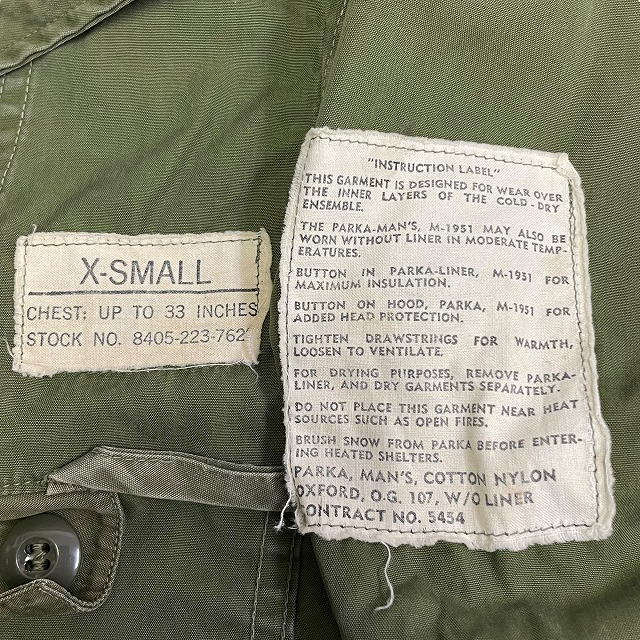 X-SMALL
CHEST: UP TO 33 INCHES
STOCK NO. 8405-223-762
"INSTRUCTION LABEL"
THIS GARMENT IS DESIGNED FOR WEAR OVER
THE INNER LAYERS OF THE COLD-DRY
ENSEMBLE.
THE PARKA-MAN'S, M-1951 MAY ALSO BE
WORN WITHOUT LINER IN MODERATE TEMP-
ERATURES.
BUTTON IN PARKA-LINER, M-1951 FOR
MAXIMUM INSULATION.
BUTTON ON HOOD, PARKA, M-1951 FOR
ADDED HEAD PROTECTION.
TIGHTEN DRAWSTRINGS FOR WARMTH,
LOOSEN TO VENTILATE.
FOR DRYING PURPOSES, REMOVE PARKA-
LINER, AND DRY GARMENTS SEPARATELY.
DO NOT PLACE THIS GARMENT NEAR HEAT
SOURCES SUCH AS OPEN FIRES.
BRUSH SNOW FROM PARKA BEFORE ENTER-
ING HEATED SHELTERS.
PARKA, MAN'S, COTTON NYLON
OXFORD, O.G. 107, W/O LINER
CONTRACT NO. 5454